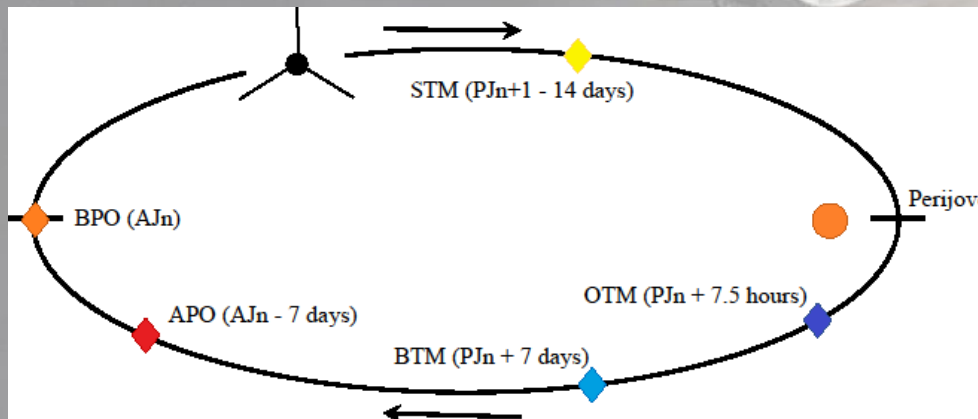 STM (PJn+1 - 14 days)
Perijov
BPO (AJn)
OTM (PJn + 7.5 hours)
APO (AJn - 7 days)
BTM (PJn + 7 days)